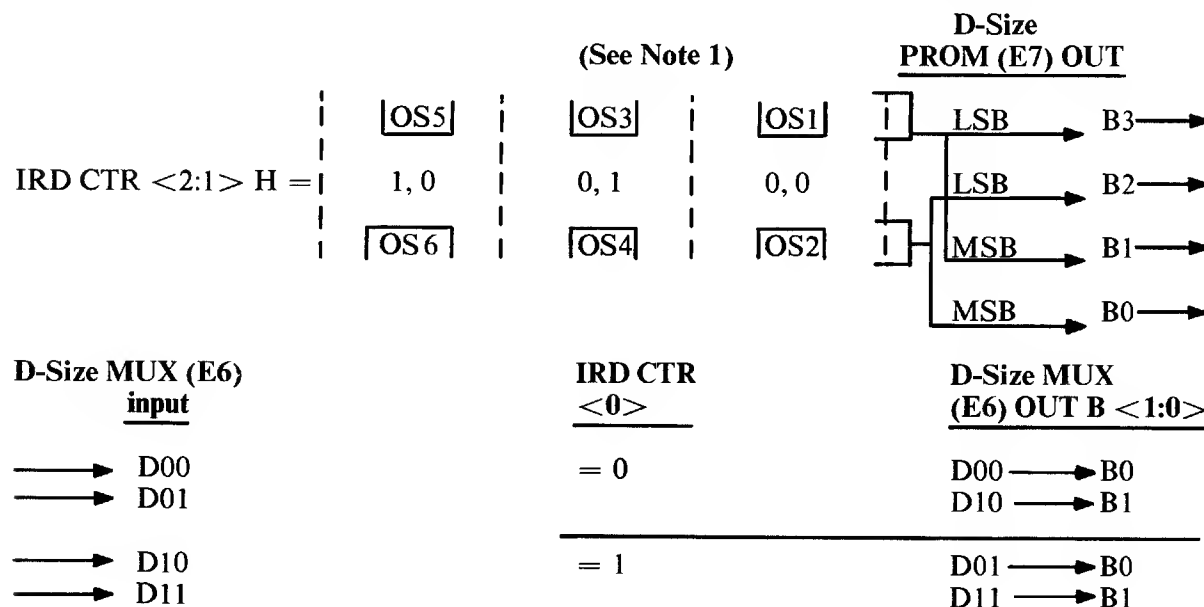 D-Size
(See Note 1) PROM (E7) OUT
OS5 OS3 OS1 LSB B3
IRD CTR <2:1> H = 1, 0 0, 1 0, 0 LSB B2
OS6 OS4 OS2 MSB B1
MSB B0
D-Size MUX (E6) IRD CTR D-Size MUX
input <0> (E6) OUT B <1:0>
D00 = 0 D00 B0
D01 D10 B1
D10 = 1 D01 B0
D11 D11 B1